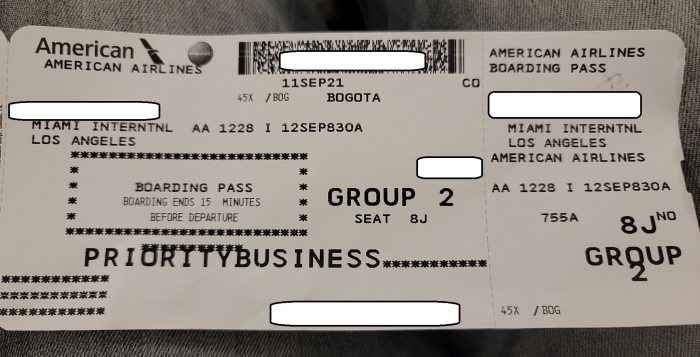 American
AMERICAN AIRLINES
11SEP21 CO
45X /BOG BOGOTA
MIAMI INTERNTNL AA 1228 I 12SEP830A
LOS ANGELES
BOARDING PASS
BOARDING ENDS 15 MINUTES
BEFORE DEPARTURE
GROUP 2
SEAT 8J
PRIORITYBUSINESS
AMERICAN AIRLINES
BOARDING PASS
MIAMI INTERNTNL
LOS ANGELES
AMERICAN AIRLINES
AA 1228 I 12SEP830A
755A 8J NO
GROUP
2
45X /BOG